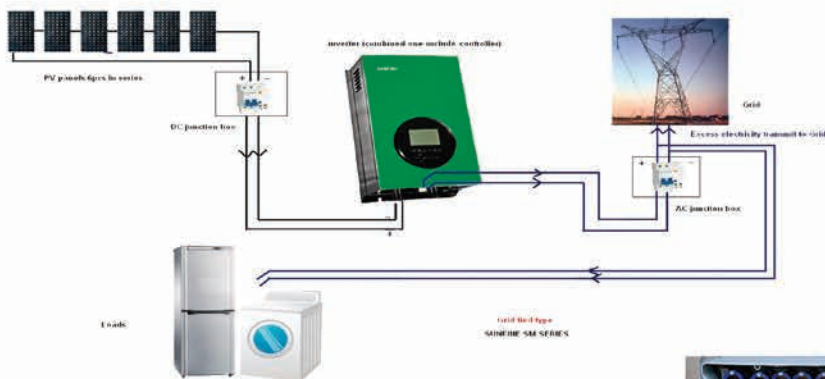 inverter (combined one include controller)
PV panels 6pcs in series
+ -
DC junction box
Grid
Excess electricity transmit to Grid
+ -
AC junction box
-
+
Loads
Grid tied type
SUNFINE SM SERIES